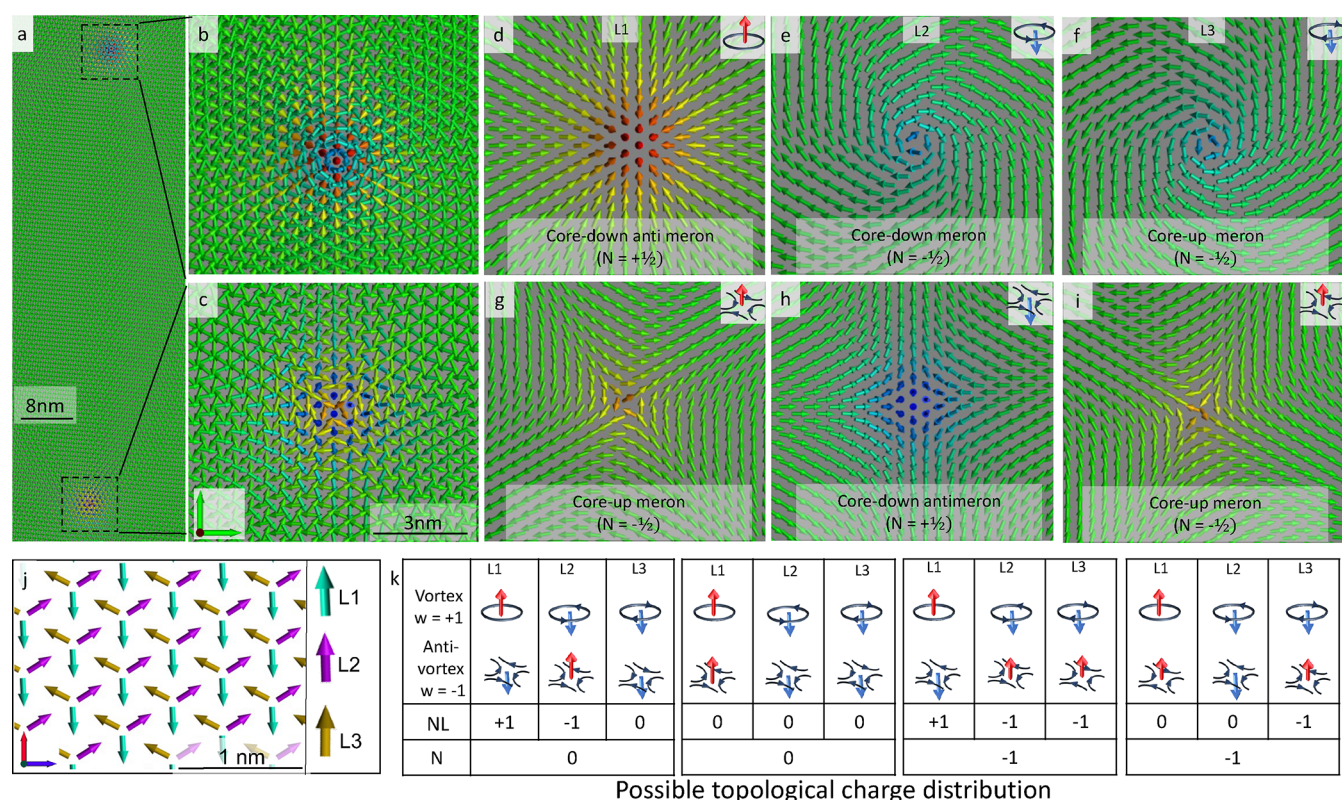 a
b
d
L1
e
L2
f
L3
Core-down anti meron
(N = +½)
Core-down meron
(N = -½)
Core-up meron
(N = -½)
8nm
c
g
h
i
3nm
Core-up meron
(N = -½)
Core-down antimeron
(N = +½)
Core-up meron
(N = -½)
j
L1
L2
L3
1 nm
k
L1 L2 L3 L1 L2 L3 L1 L2 L3 L1 L2 L3
Vortex
w = +1
Anti-
vortex
w = -1
NL +1 -1 0 0 0 0 +1 -1 -1 0 0 -1
N 0 0 -1 -1
Possible topological charge distribution